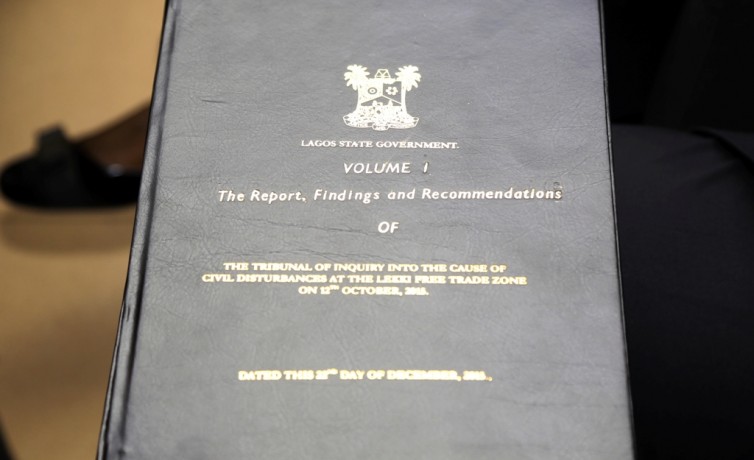 LAGOS STATE GOVERNMENT.
VOLUME I
The Report, Findings and Recommendations
OF
THE TRIBUNAL OF INQUIRY INTO THE CAUSE OF
CIVIL DISTURBANCES AT THE LEKKI FREE TRADE ZONE
ON 12TH OCTOBER, 2015.
DATED THIS DAY OF DECEMBER, 2015.